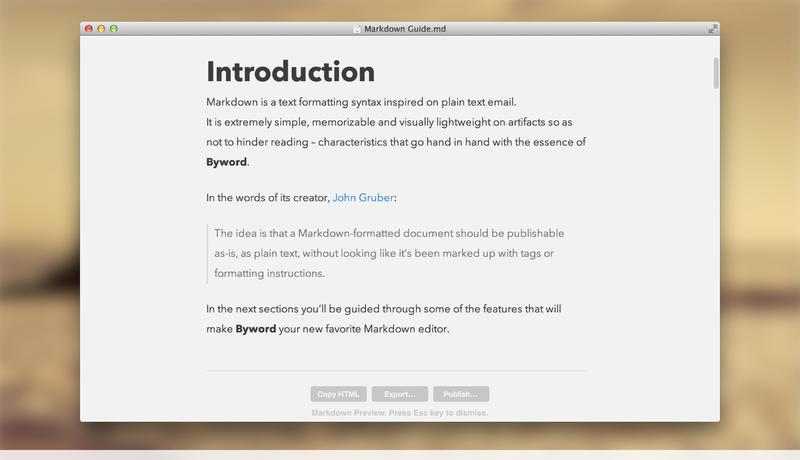 Markdown Guide.md
Introduction
Markdown is a text formatting syntax inspired on plain text email.
It is extremely simple, memorizable and visually lightweight on artifacts so as
not to hinder reading – characteristics that go hand in hand with the essence of
Byword.
In the words of its creator, John Gruber:
The idea is that a Markdown-formatted document should be publishable
as-is, as plain text, without looking like it's been marked up with tags or
formatting instructions.
In the next sections you'll be guided through some of the features that will
make Byword your new favorite Markdown editor.
Copy HTML Export... Publish...
Markdown Preview. Press Esc key to dismiss.